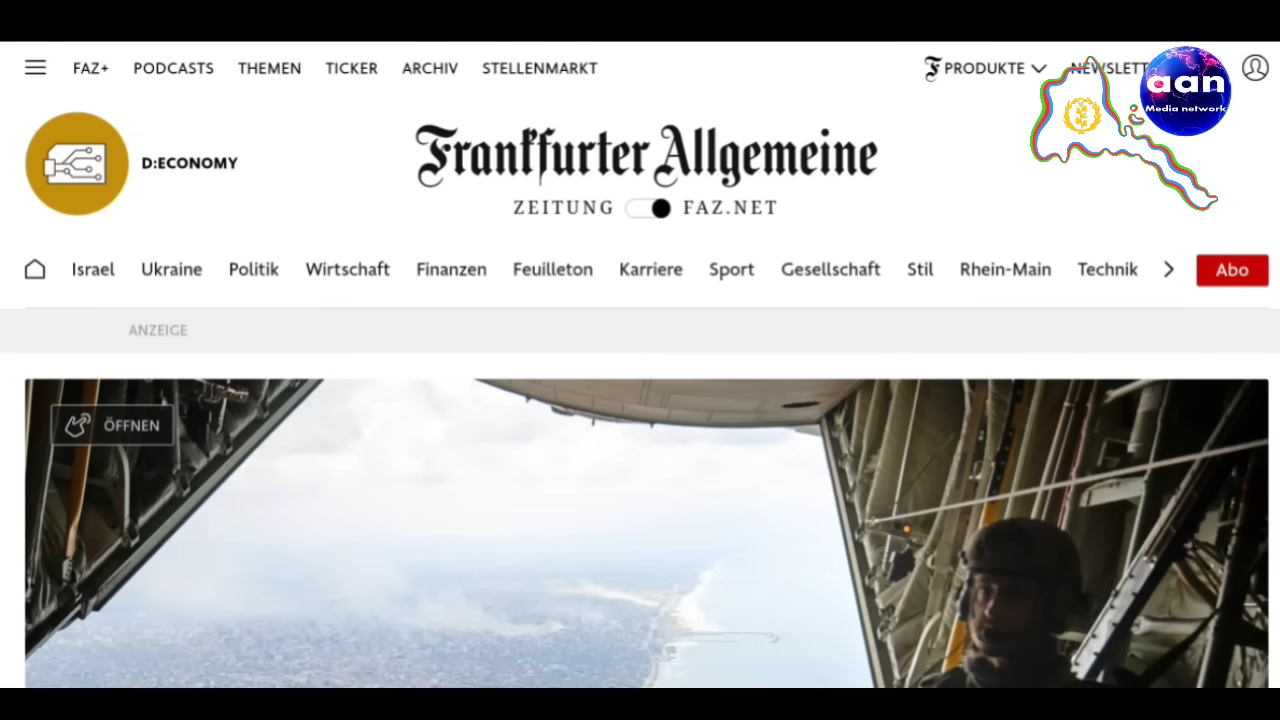 FAZ+ PODCASTS THEMEN TICKER ARCHIV STELLENMARKT PRODUKTE NEWSLETT
aan
Media network
D:ECONOMY
Frankfurter Allgemeine
ZEITUNG FAZ.NET
Israel Ukraine Politik Wirtschaft Finanzen Feuilleton Karriere Sport Gesellschaft Stil Rhein-Main Technik Abo
ANZEIGE
ÖFFNEN